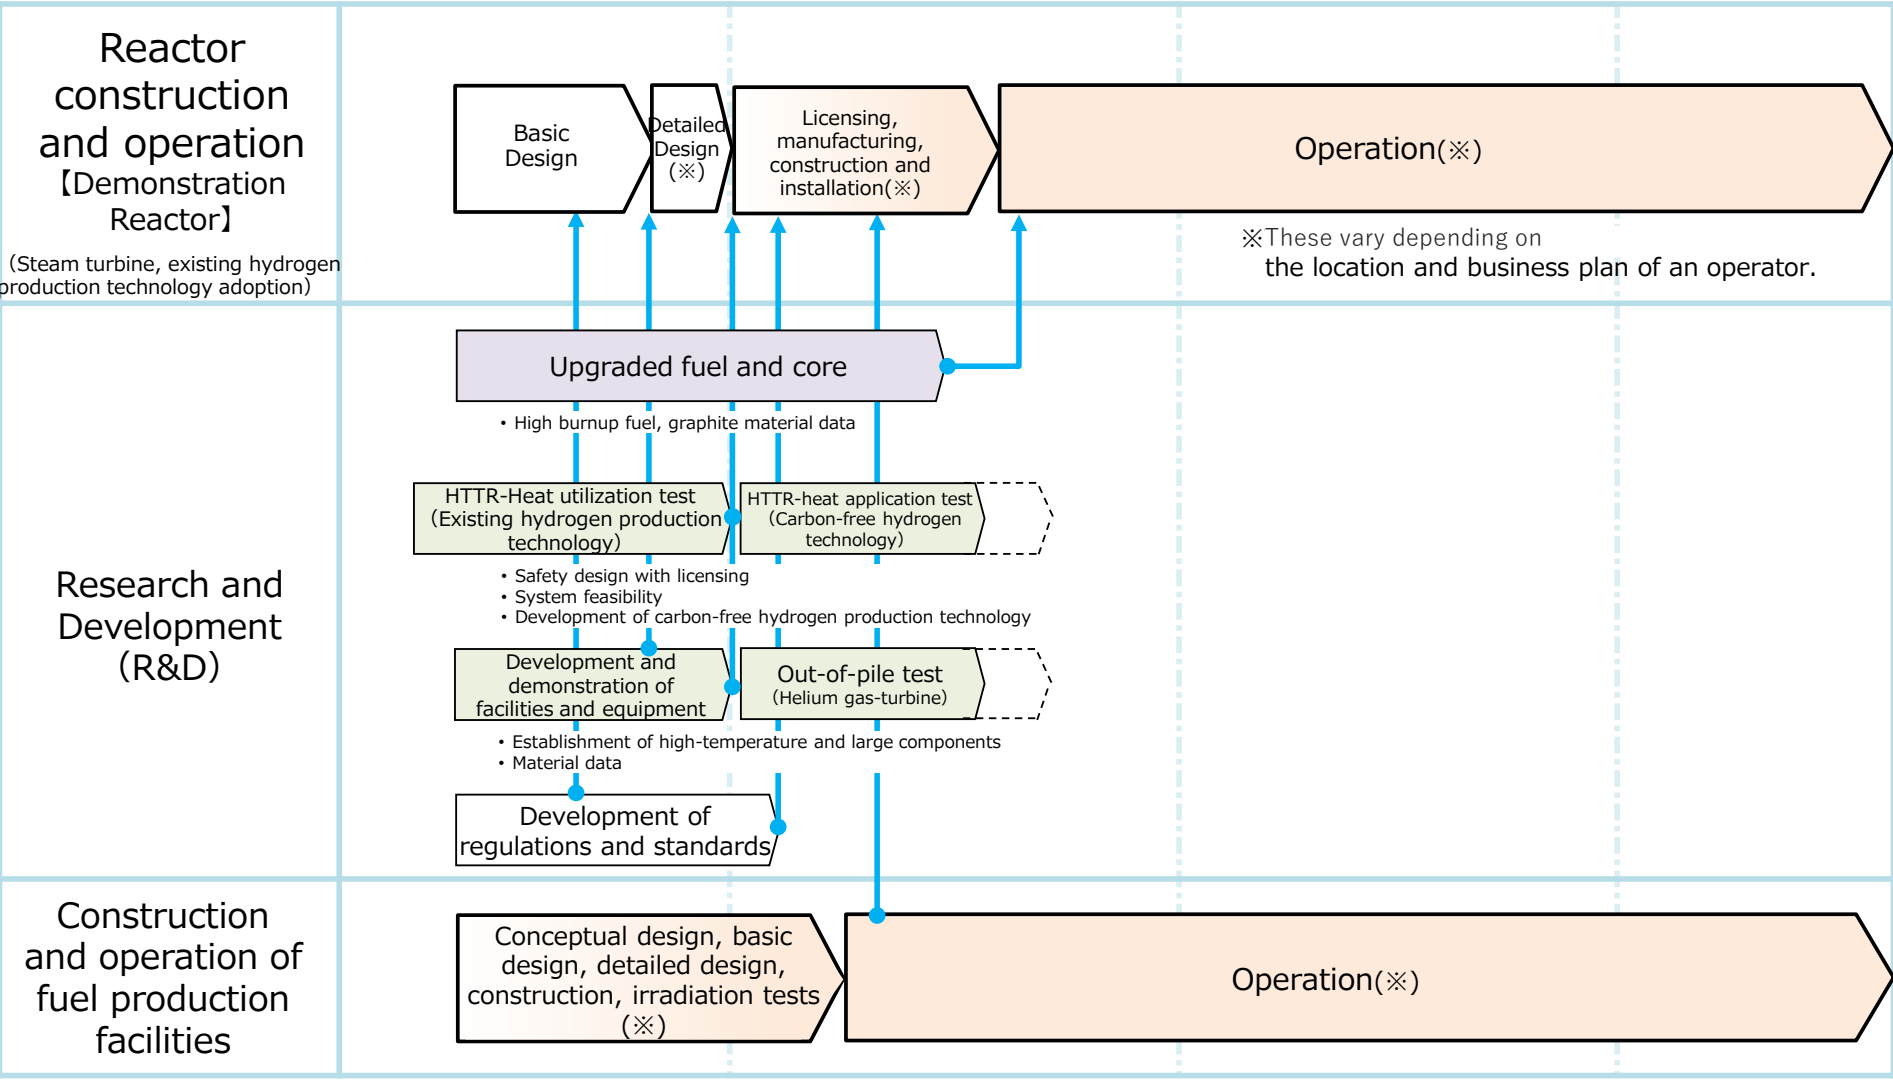 Reactor
construction
and operation
【Demonstration
Reactor】
（Steam turbine, existing hydrogen
production technology adoption）
Basic
Design
Detailed
Design
(※)
Licensing,
manufacturing,
construction and
installation(※)
Operation(※)
※These vary depending on
the location and business plan of an operator.
Research and
Development
（R&D）
Upgraded fuel and core
• High burnup fuel, graphite material data
HTTR-Heat utilization test
（Existing hydrogen production
technology）
HTTR-heat application test
（Carbon-free hydrogen
technology）
• Safety design with licensing
• System feasibility
• Development of carbon-free hydrogen production technology
Development and
demonstration of
facilities and equipment
Out-of-pile test
（Helium gas-turbine）
• Establishment of high-temperature and large components
• Material data
Development of
regulations and standards
Construction
and operation of
fuel production
facilities
Conceptual design, basic
design, detailed design,
construction, irradiation tests
(※)
Operation(※)